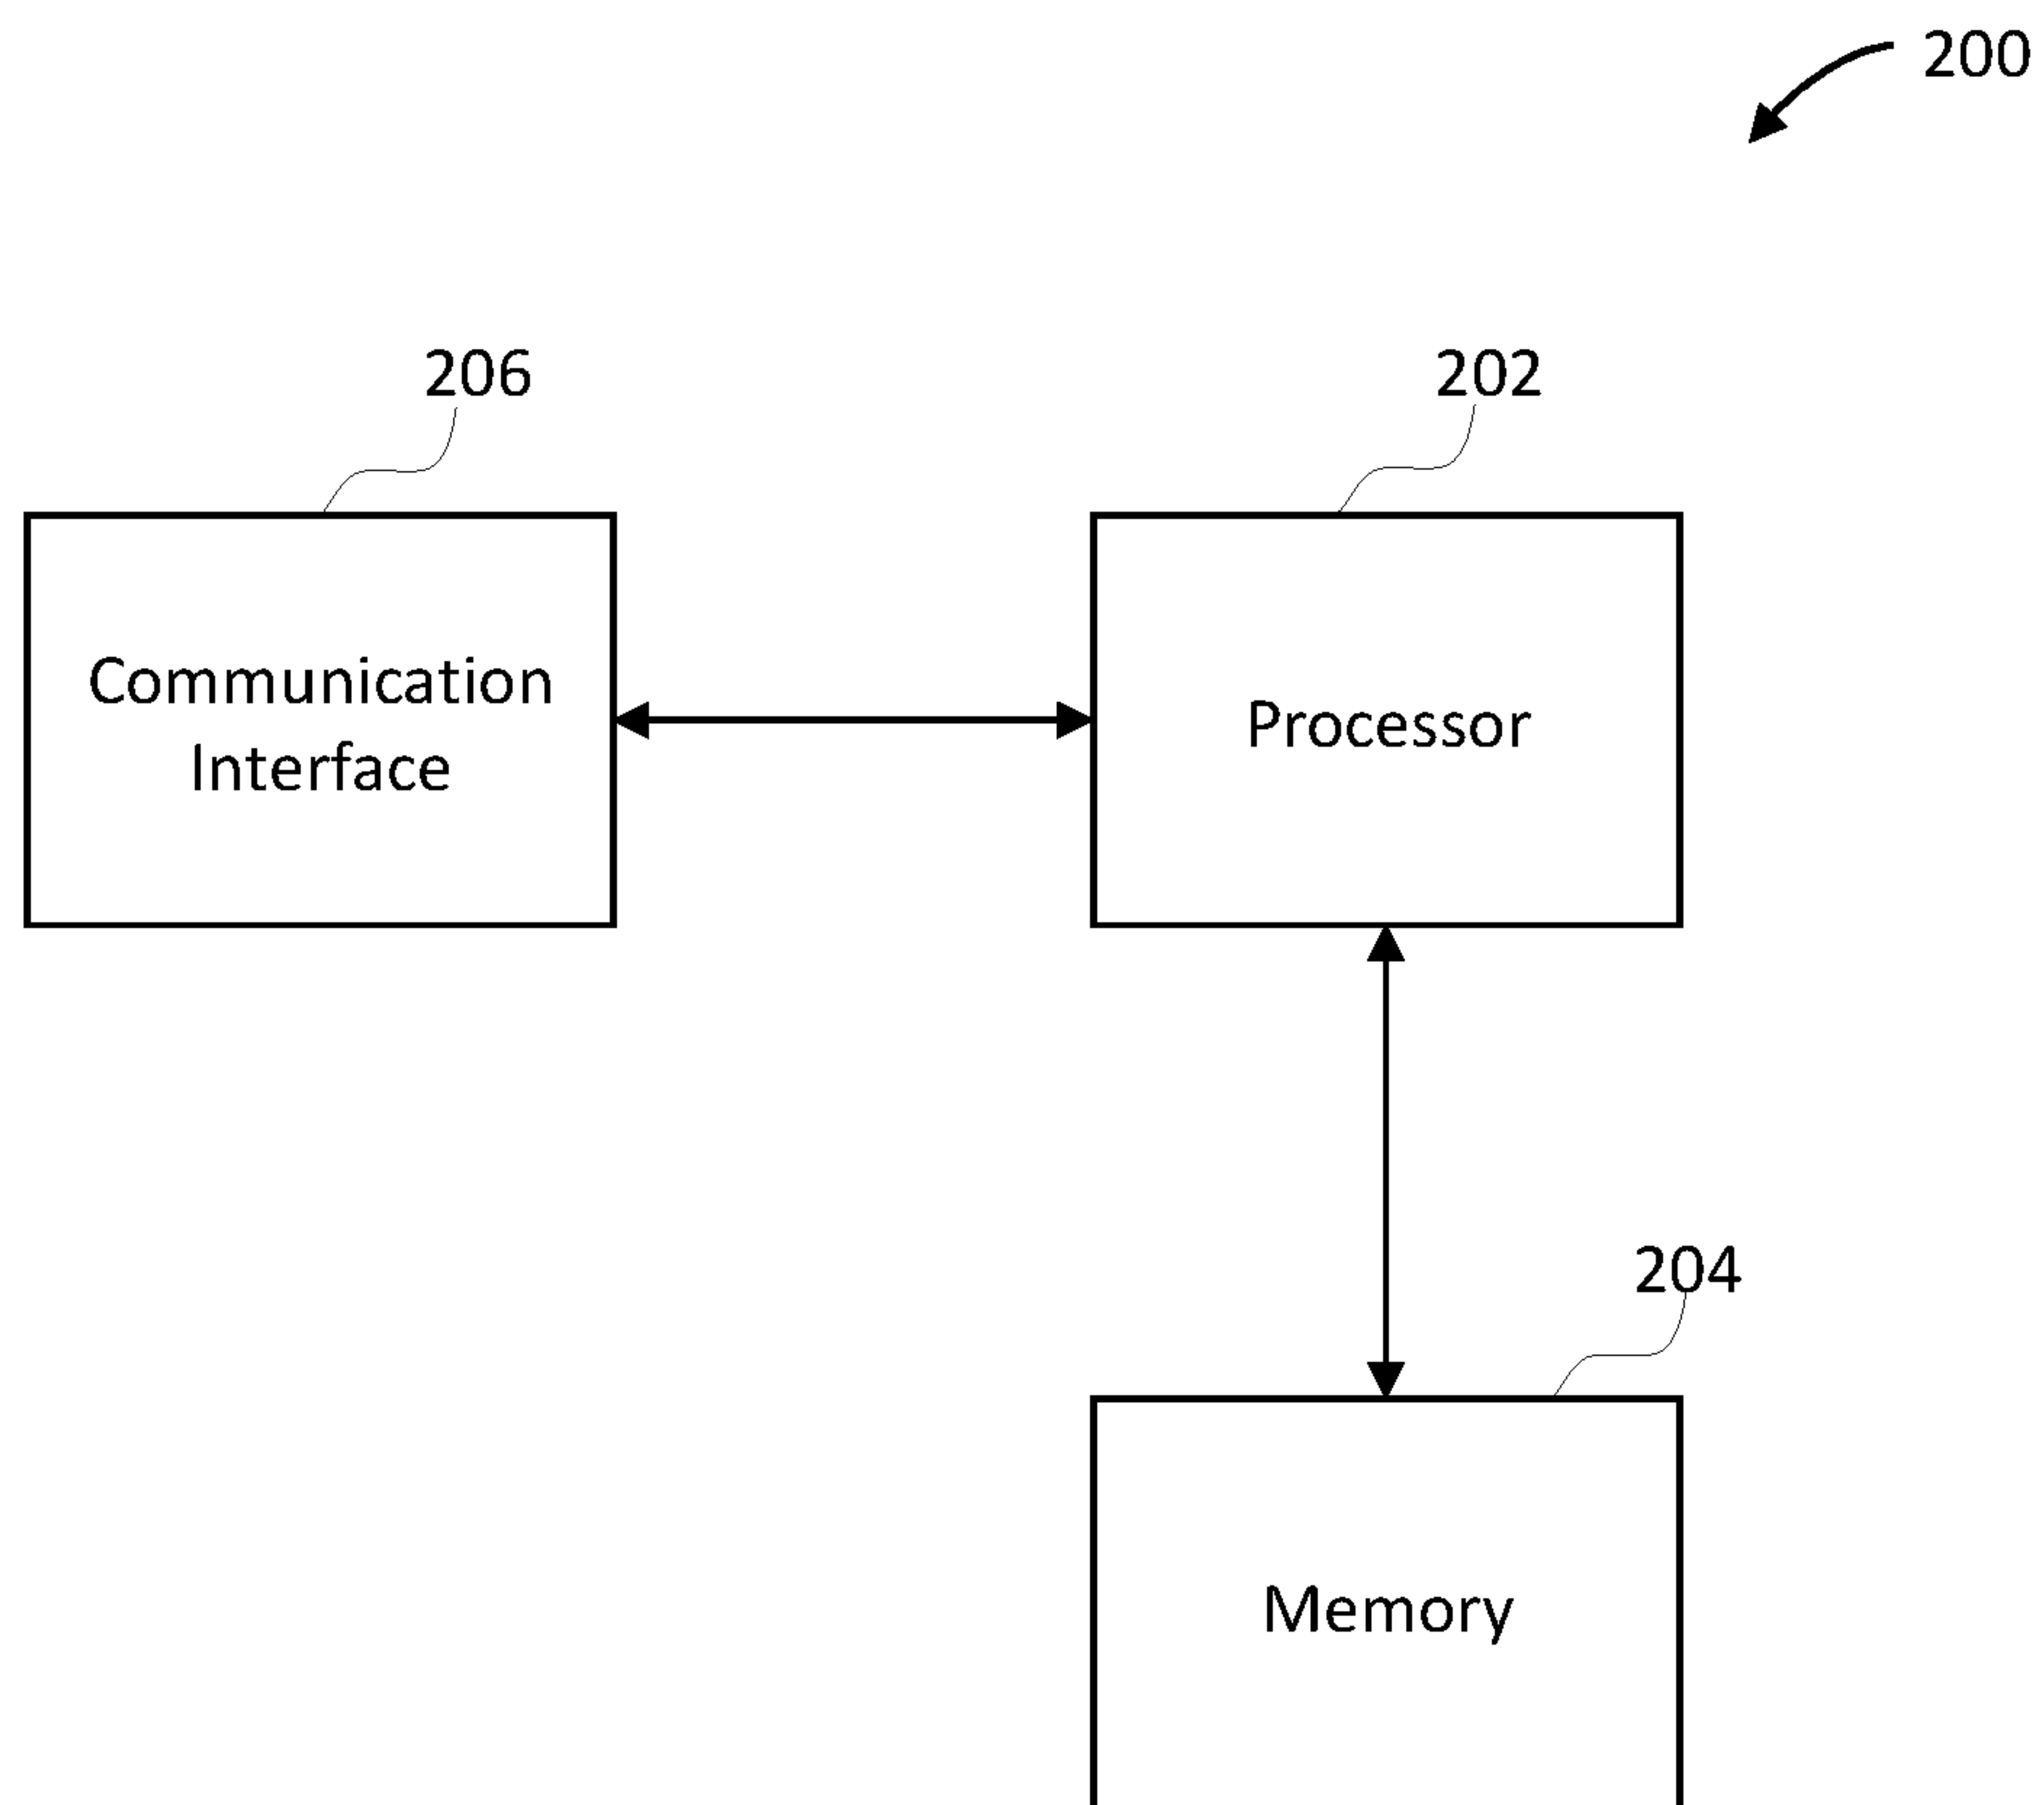 200
206
202
Communication
Interface
Processor
204
Memory